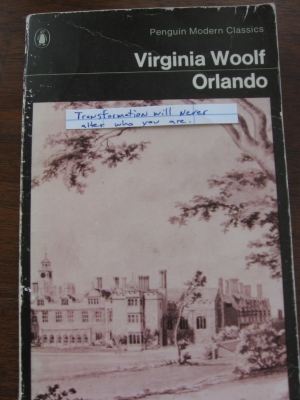 Penguin Modern Classics
Virginia Woolf
Orlando
Transformation will never
alter who you are.